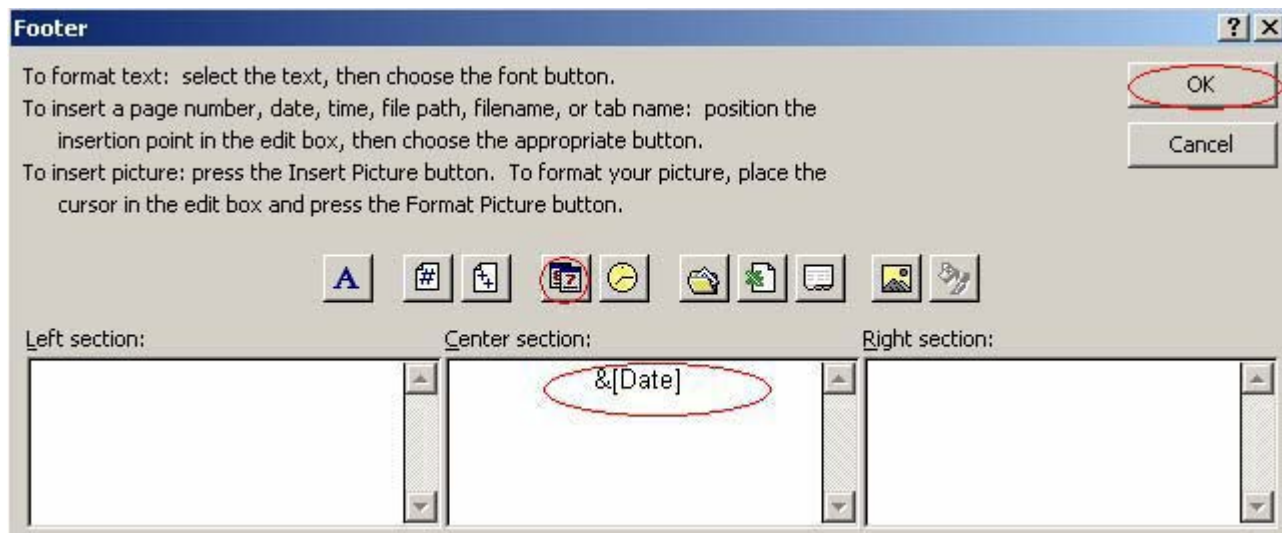 Footer
To format text: select the text, then choose the font button.
To insert a page number, date, time, file path, filename, or tab name: position the
insertion point in the edit box, then choose the appropriate button.
To insert picture: press the Insert Picture button. To format your picture, place the
cursor in the edit box and press the Format Picture button.
OK
Cancel
A
Left section:
Center section:
Right section:
&[Date]